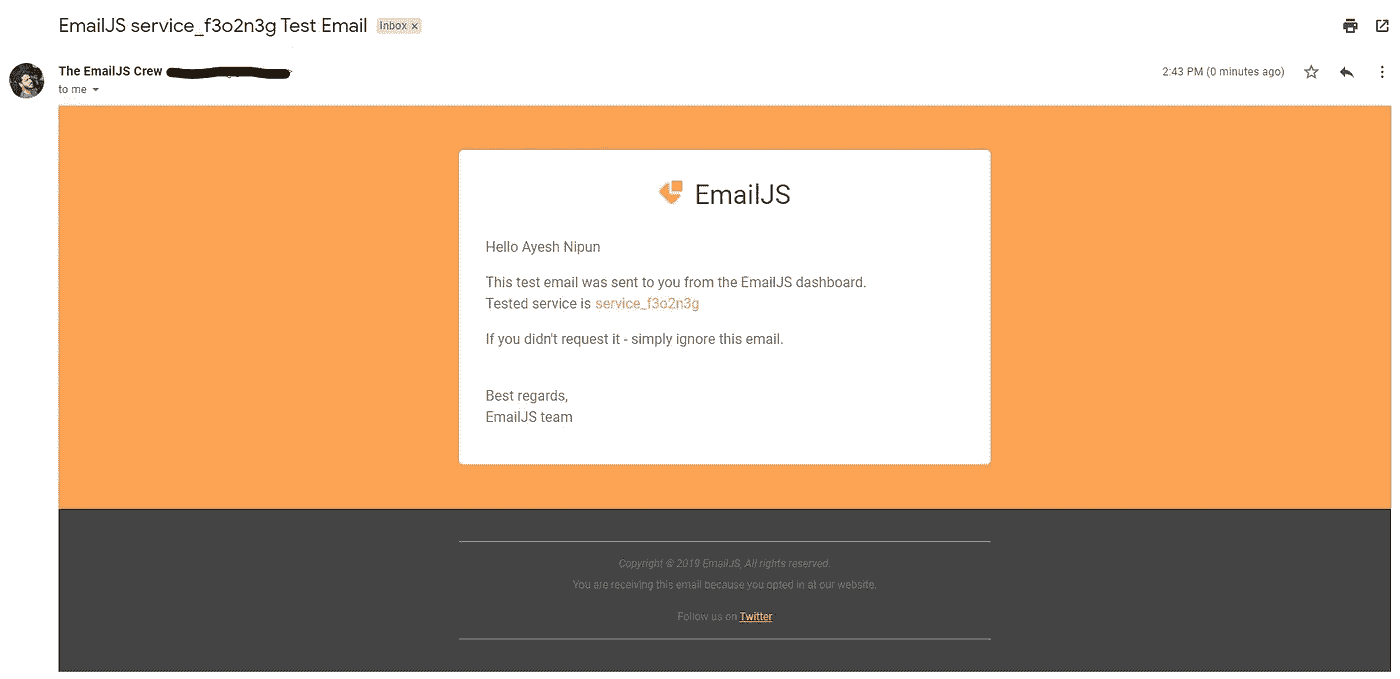 EmailJS service_f3o2n3g Test Email Inbox x
The EmailJS Crew
2:43 PM (0 minutes ago)
to me
EmailJS
Hello Ayesh Nipun
This test email was sent to you from the EmailJS dashboard.
Tested service is service_f3o2n3g
If you didn't request it - simply ignore this email.
Best regards,
EmailJS team
Copyright © 2019 EmailJS, All rights reserved.
You are receiving this email because you opted in at our website.
Follow us on Twitter